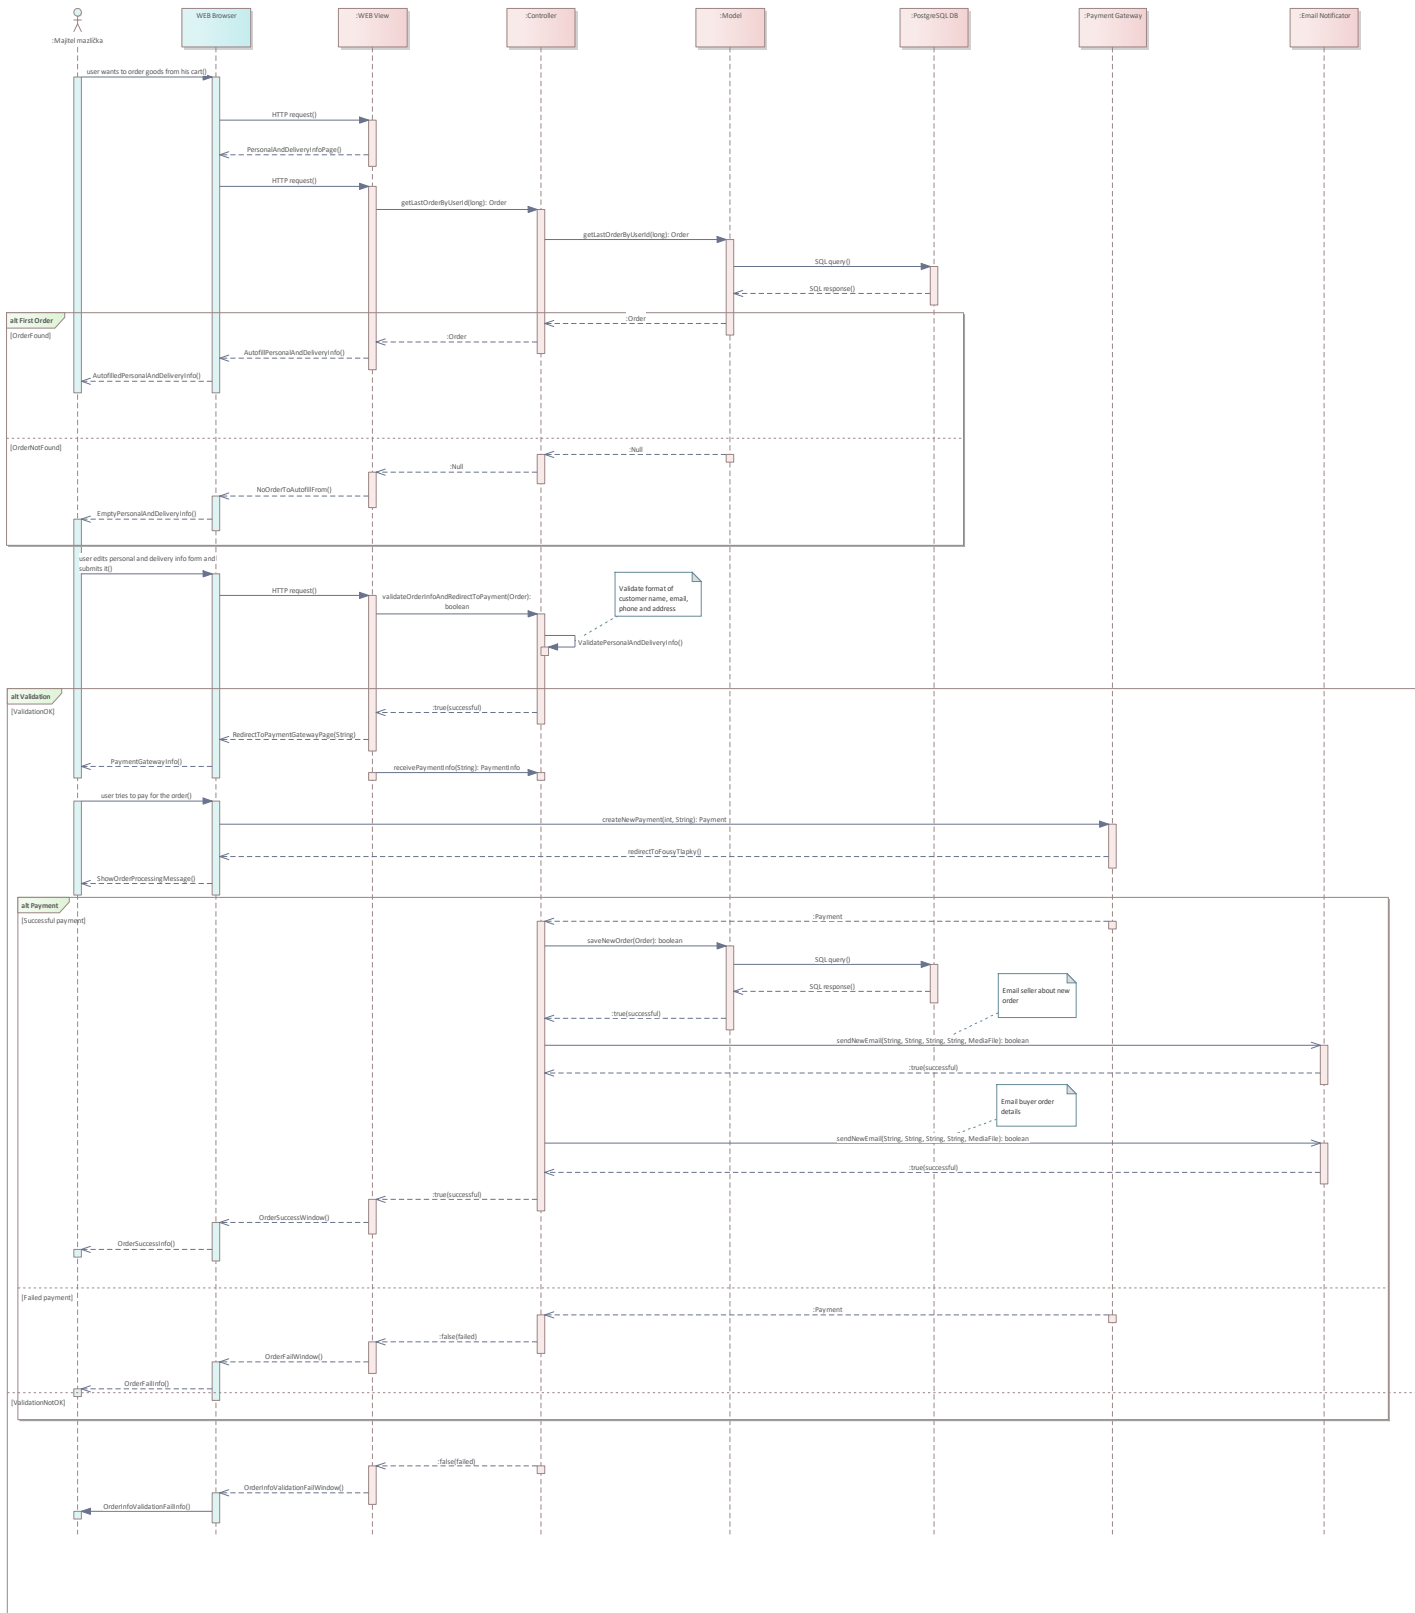 :Majitel mazlíčka
WEB Browser
:WEB View
:Controller
:Model
:PostgreSQL DB
:Payment Gateway
:Email Notificator
user wants to order goods from his cart()
HTTP request()
PersonalAndDeliveryInfoPage()
HTTP request()
getLastOrderByUserId(long): Order
getLastOrderByUserId(long): Order
SQL query()
SQL response()
alt First Order
[OrderFound]
:Order
:Order
AutofillPersonalAndDeliveryInfo()
AutofilledPersonalAndDeliveryInfo()
[OrderNotFound]
:Null
:Null
NoOrderToAutofillFrom()
EmptyPersonalAndDeliveryInfo()
user edits personal and delivery info form and
submits it()
HTTP request()
validateOrderInfoAndRedirectToPayment(Order):
boolean
Validate format of
customer name, email,
phone and address
ValidatePersonalAndDeliveryInfo()
alt Validation
[ValidationOK]
:true(successful)
RedirectToPaymentGatewayPage(String)
PaymentGatewayInfo()
receivePaymentInfo(String): PaymentInfo
user tries to pay for the order()
createNewPayment(int, String): Payment
redirectToFousyTlapky()
ShowOrderProcessingMessage()
alt Payment
[Successful payment]
:Payment
saveNewOrder(Order): boolean
SQL query()
SQL response()
Email seller about new
order
:true(successful)
sendNewEmail(String, String, String, String, MediaFile): boolean
:true(successful)
Email buyer order
details
sendNewEmail(String, String, String, String, MediaFile): boolean
:true(successful)
:true(successful)
OrderSuccessWindow()
OrderSuccessInfo()
[Failed payment]
:Payment
:false(failed)
OrderFailWindow()
OrderFailInfo()
[ValidationNotOK]
:false(failed)
OrderInfoValidationFailWindow()
OrderInfoValidationFailInfo()